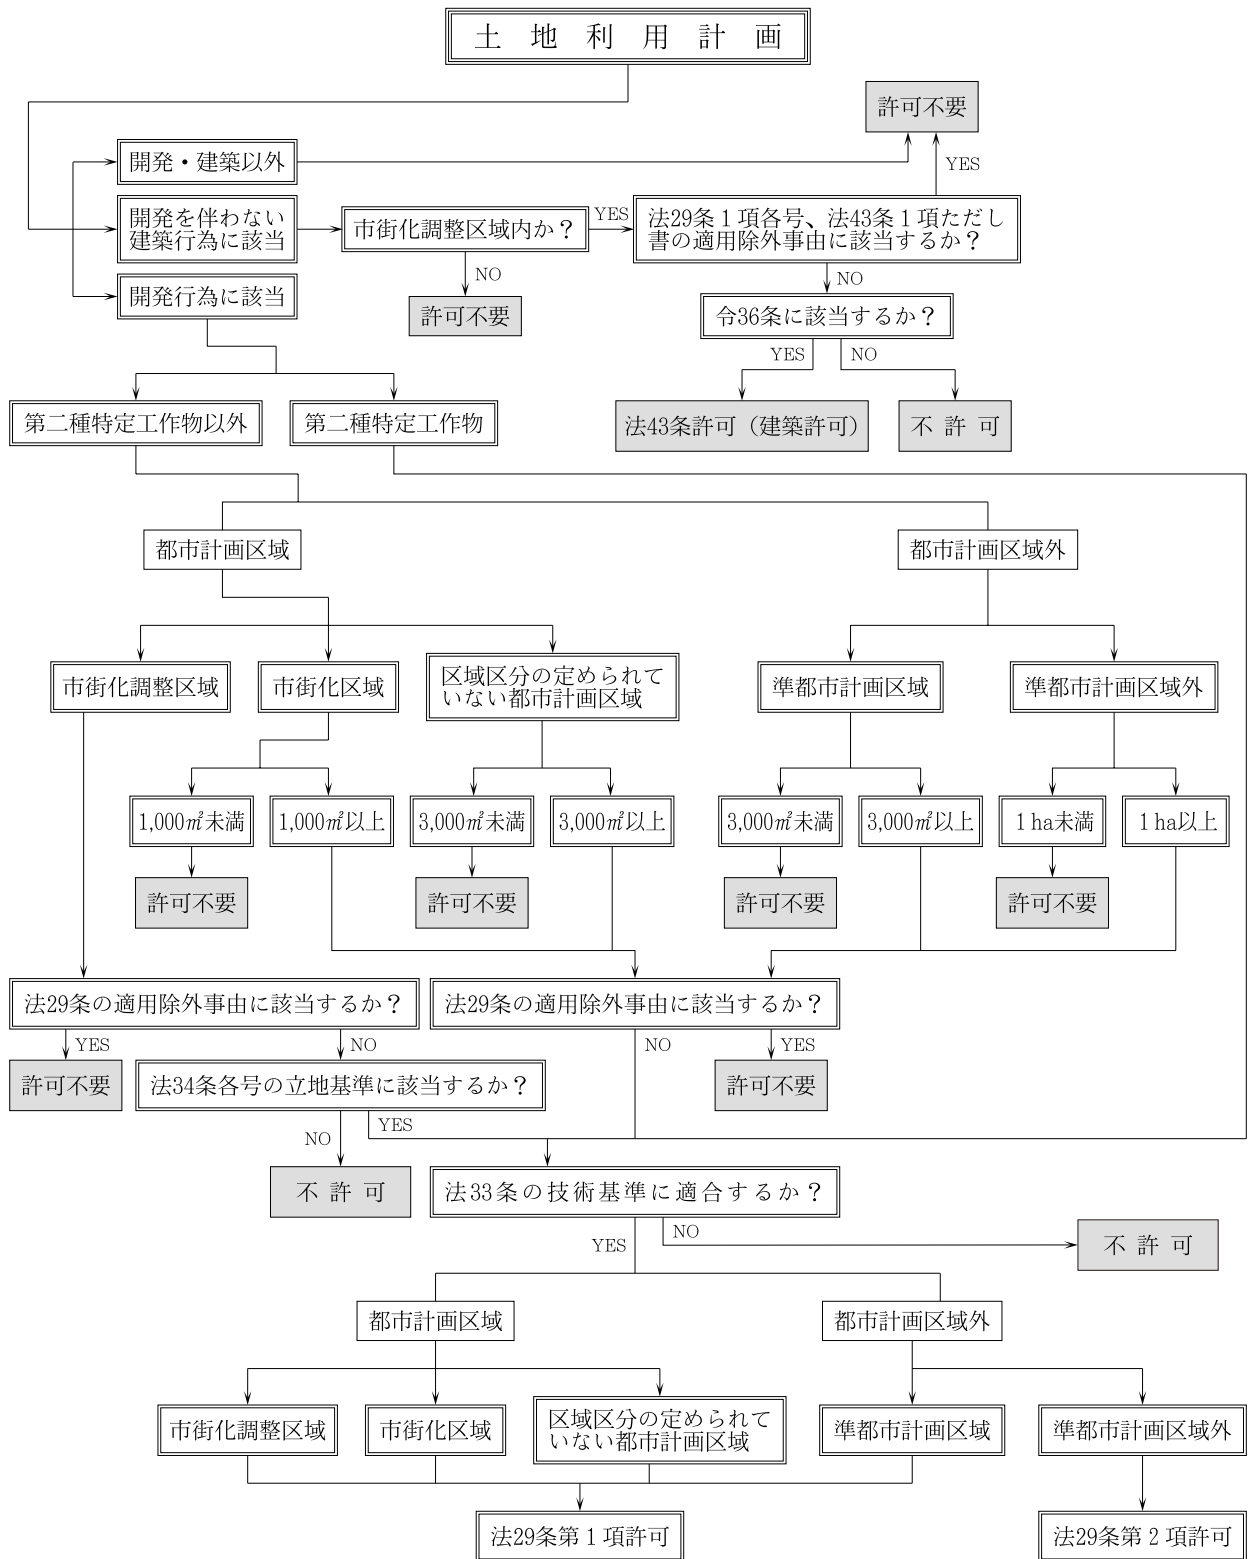 土地利用計画
許可不要
開発・建築以外
YES
開発を伴わない
建築行為に該当
市街化調整区域内か？
YES
法29条１項各号、法43条１項ただし
書の適用除外事由に該当するか？
NO
NO
開発行為に該当
許可不要
令36条に該当するか？
YES
NO
第二種特定工作物以外
第二種特定工作物
法43条許可（建築許可）
不許可
都市計画区域
都市計画区域外
市街化調整区域
市街化区域
区域区分の定められて
いない都市計画区域
準都市計画区域
準都市計画区域外
1,000㎡未満
1,000㎡以上
3,000㎡未満
3,000㎡以上
3,000㎡未満
3,000㎡以上
１ha未満
１ha以上
許可不要
許可不要
許可不要
許可不要
法29条の適用除外事由に該当するか？
法29条の適用除外事由に該当するか？
YES
NO
NO
YES
許可不要
法34条各号の立地基準に該当するか？
許可不要
NO
YES
不許可
法33条の技術基準に適合するか？
YES
NO
不許可
都市計画区域
都市計画区域外
市街化調整区域
市街化区域
区域区分の定められて
いない都市計画区域
準都市計画区域
準都市計画区域外
法29条第１項許可
法29条第２項許可